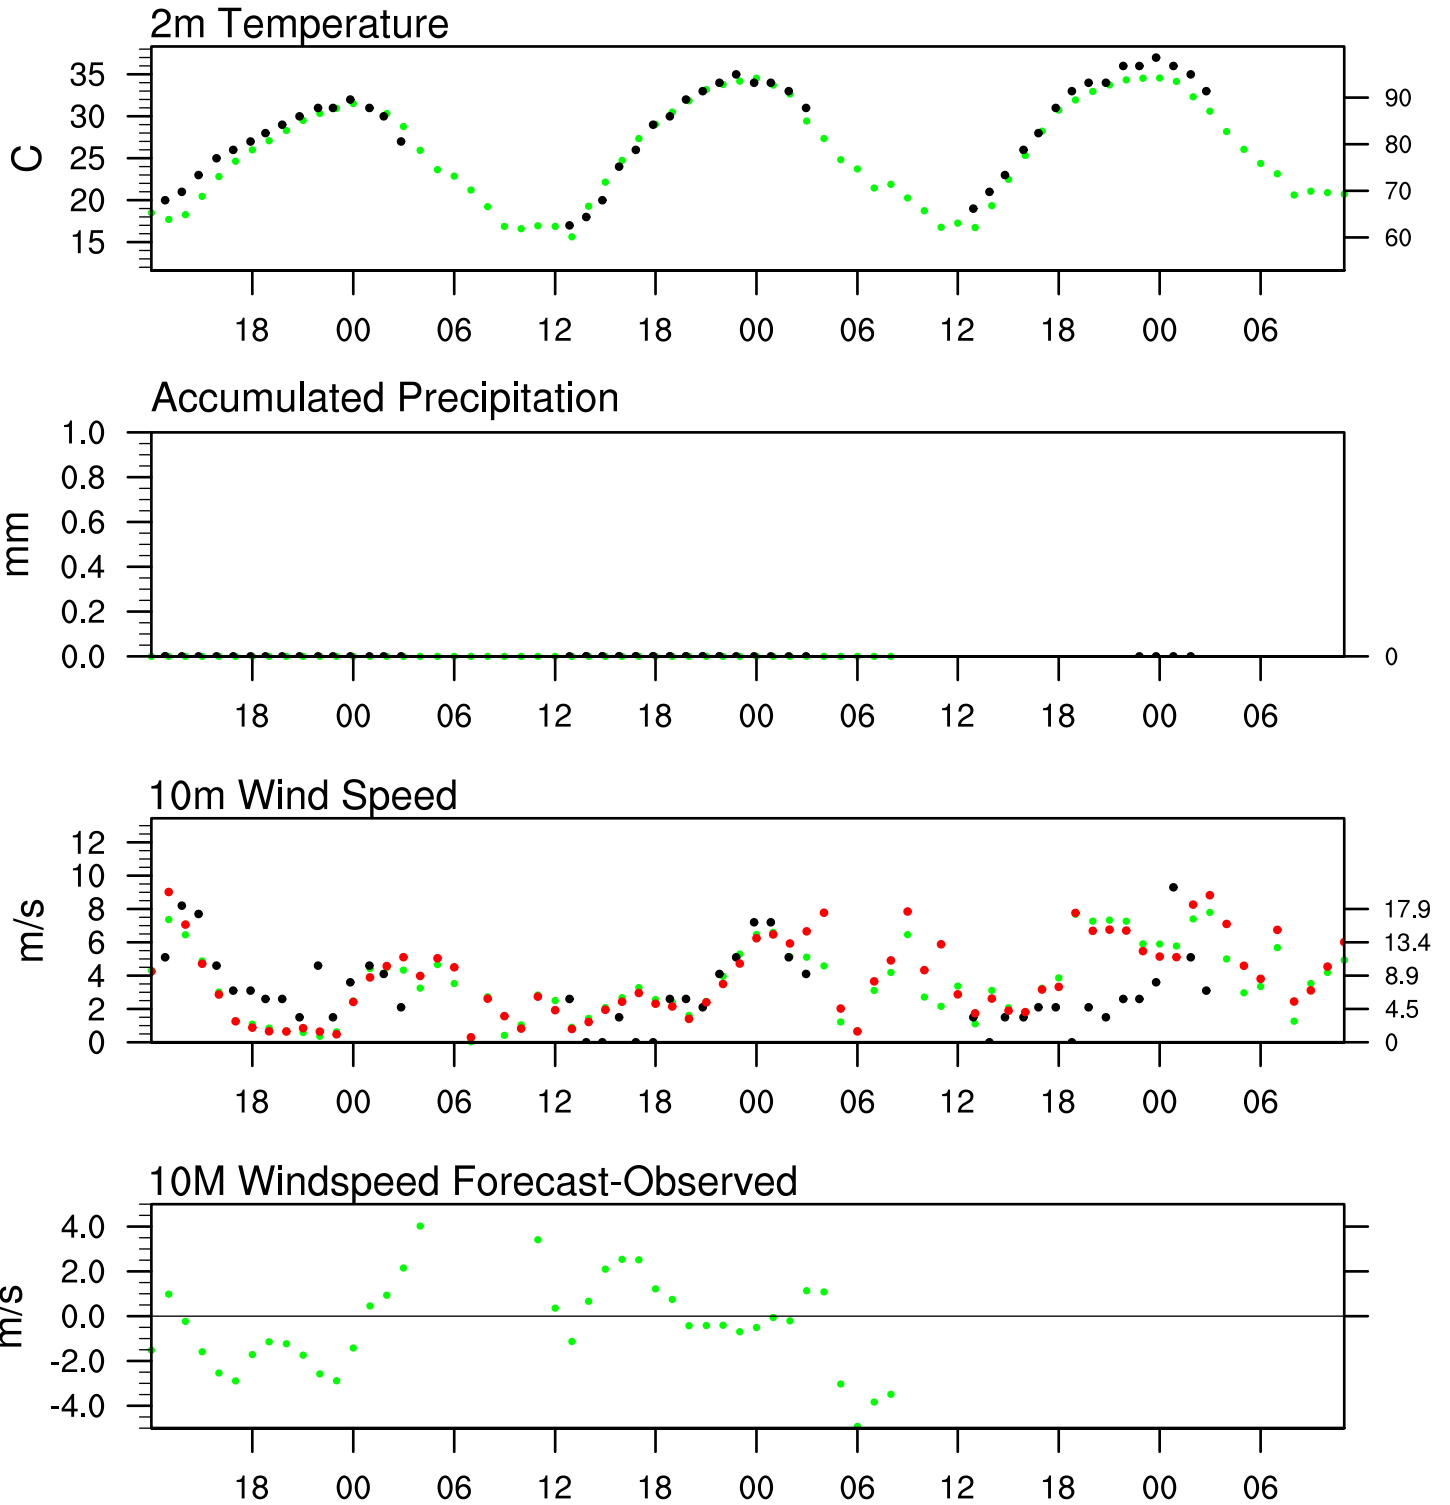 2m Temperature
35
30
25
20
15
C
90
80
70
60
18 00 06 12 18 00 06 12 18 00 06
Accumulated Precipitation
1.0
0.8
0.6
0.4
0.2
0.0
mm
0
18 00 06 12 18 00 06 12 18 00 06
10m Wind Speed
12
10
8
6
4
2
0
m/s
17.9
13.4
8.9
4.5
0
18 00 06 12 18 00 06 12 18 00 06
10M Windspeed Forecast-Observed
4.0
2.0
0.0
-2.0
-4.0
m/s
18 00 06 12 18 00 06 12 18 00 06